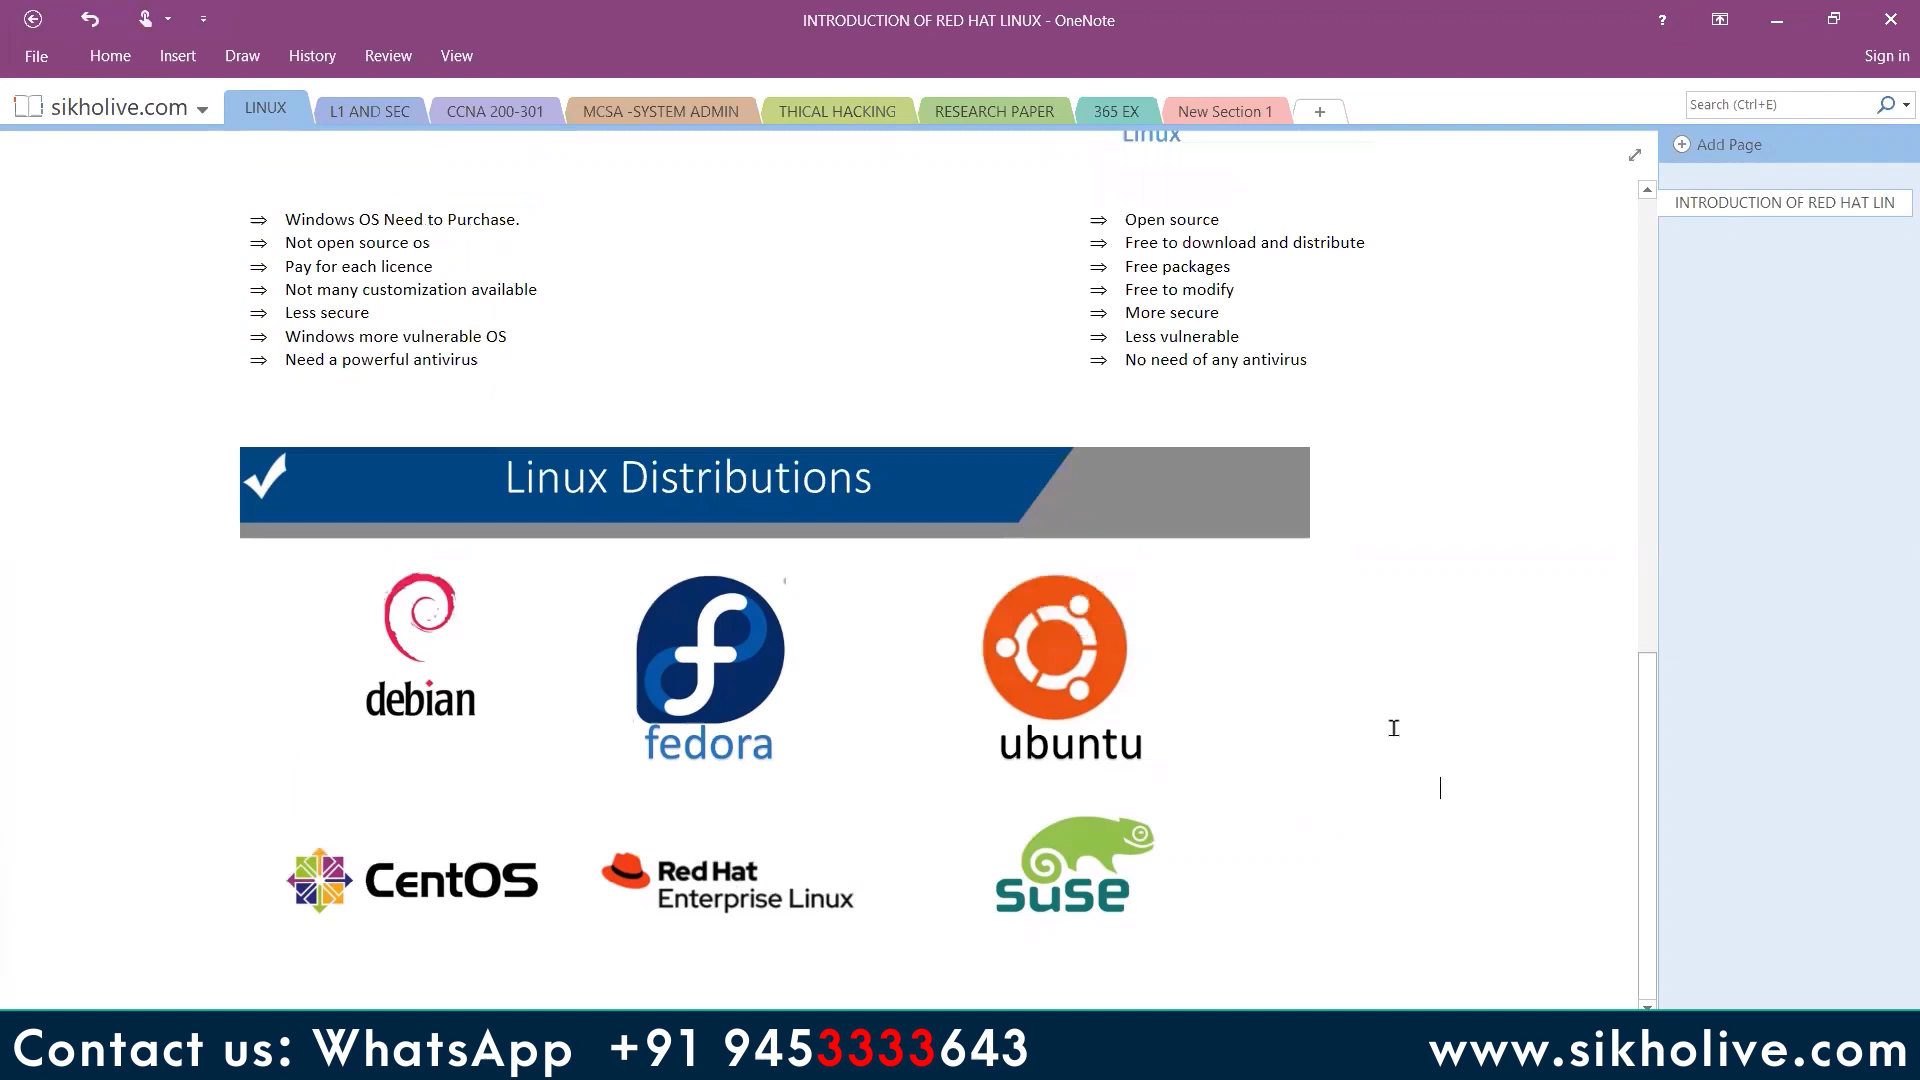 INTRODUCTION OF RED HAT LINUX - OneNote
?
File Home Insert Draw History Review View
Sign in
sikholive.com
LINUX L1 AND SEC CCNA 200-301 MCSA -SYSTEM ADMIN THICAL HACKING RESEARCH PAPER 365 EX New Section 1 +
Search (Ctrl+E)
Linux
Add Page
INTRODUCTION OF RED HAT LIN
⇒ Windows OS Need to Purchase.
⇒ Not open source os
⇒ Pay for each licence
⇒ Not many customization available
⇒ Less secure
⇒ Windows more vulnerable OS
⇒ Need a powerful antivirus
⇒ Open source
⇒ Free to download and distribute
⇒ Free packages
⇒ Free to modify
⇒ More secure
⇒ Less vulnerable
⇒ No need of any antivirus
Linux Distributions
debian
fedora
ubuntu
CentOS
Red Hat
Enterprise Linux
suse
Contact us: WhatsApp +91 9453333643
www.sikholive.com